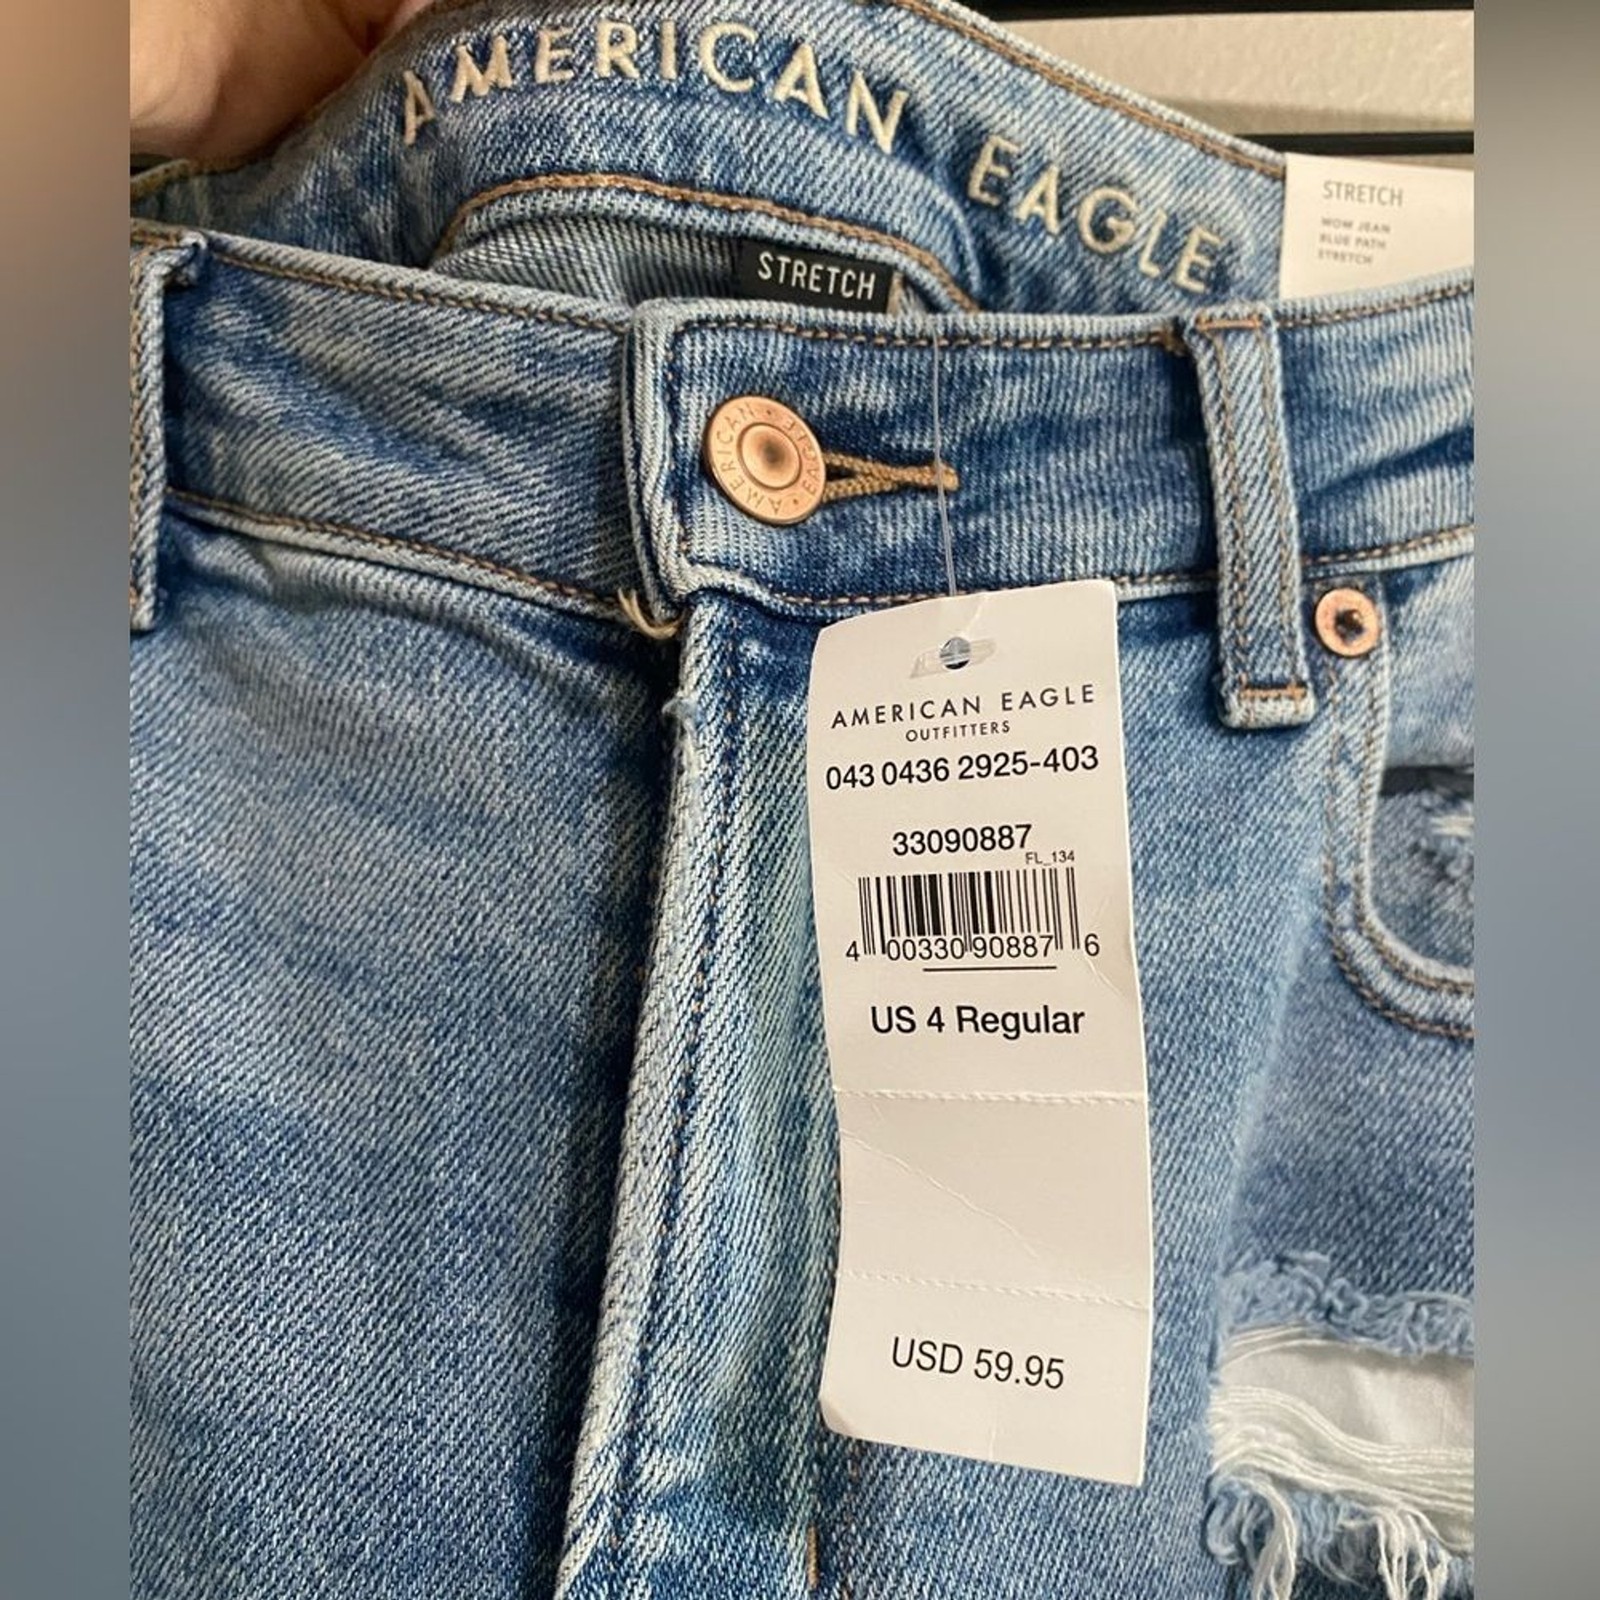 AMERICAN EAGLE
STRETCH
MOM JEAN
BLUE PATH
STRETCH
STRETCH
AMERICAN • EAGLE •
AMERICAN EAGLE
OUTFITTERS
043 0436 2925-403
33090887
FL_134
4 00330 90887 6
US 4 Regular
USD 59.95